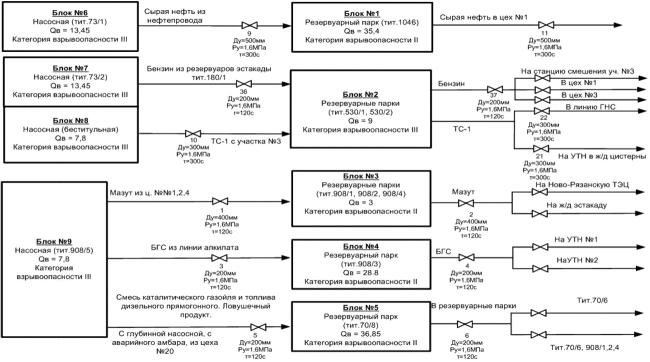 Блок №6
Насосная (тит.73/1)
Qв = 13,45
Категория взрывоопасности III
Сырая нефть из
нефтепровода
9
Ду=500мм
Ру=1,6МПа
τ=300с
Блок №1
Резервуарный парк (тит.1046)
Qв = 35,4
Категория взрывоопасности II
Сырая нефть в цех №1
11
Ду=500мм
Ру=1,6МПа
τ=300с
Блок №7
Насосная (тит.73/2)
Qв = 13,45
Категория взрывоопасности III
Бензин из резервуаров эстакады
тит.180/1
36
Ду=200мм
Ру=1,6МПа
τ=120с
Блок №8
Насосная (беститульная)
Qв = 7,8
Категория взрывоопасности III
10
Ду=300мм
Ру=1,6МПа
τ=300с
ТС-1 с участка №3
Блок №2
Резервуарные парки
(тит.530/1, 530/2)
Qв = 9
Категория взрывоопасности III
Бензин
37
Ду=200мм
Ру=1,6МПа
τ=120с
ТС-1
На станцию смешения уч. №3
В цех №1
В цех №3
В линию ГНС
22
Ду=300мм
Ру=1,6МПа
τ=300с
21
Ду=300мм
Ру=1,6МПа
τ=300с
На УТН в ж/д цистерны
Блок №9
Насосная (тит.908/5)
Qв = 7,8
Категория
взрывоопасности III
Мазут из ц. №№1,2,4
1
Ду=400мм
Ру=1,6МПа
τ=120с
Блок №3
Резервуарные парки
(тит.908/1, 908/2, 908/4)
Qв = 3
Категория взрывоопасности II
Мазут
2
Ду=400мм
Ру=1,6МПа
τ=120с
На Ново-Рязанскую ТЭЦ
На ж/д эстакаду
БГС из линии алкилата
3
Ду=200мм
Ру=1,6МПа
τ=120с
Блок №4
Резервуарный парк
(тит.908/3)
Qв = 28.8
Категория взрывоопасности II
БГС
4
Ду=200мм
Ру=1,6МПа
τ=120с
На УТН №1
НаУТН №2
Смесь каталитического газойля и топлива
дизельного прямогонного. Ловушечный
продукт.
С глубинной насосной, с
аварийного амбара, из цеха
№20
5
Ду=200мм
Ру=1,6МПа
τ=120с
Блок №5
Резервуарный парк
(тит.70/8)
Qв = 36,85
Категория взрывоопасности II
В резервуарные парки
6
Ду=200мм
Ру=1,6МПа
τ=120с
Тит.70/6
Тит.70/6, 908/1,2,4